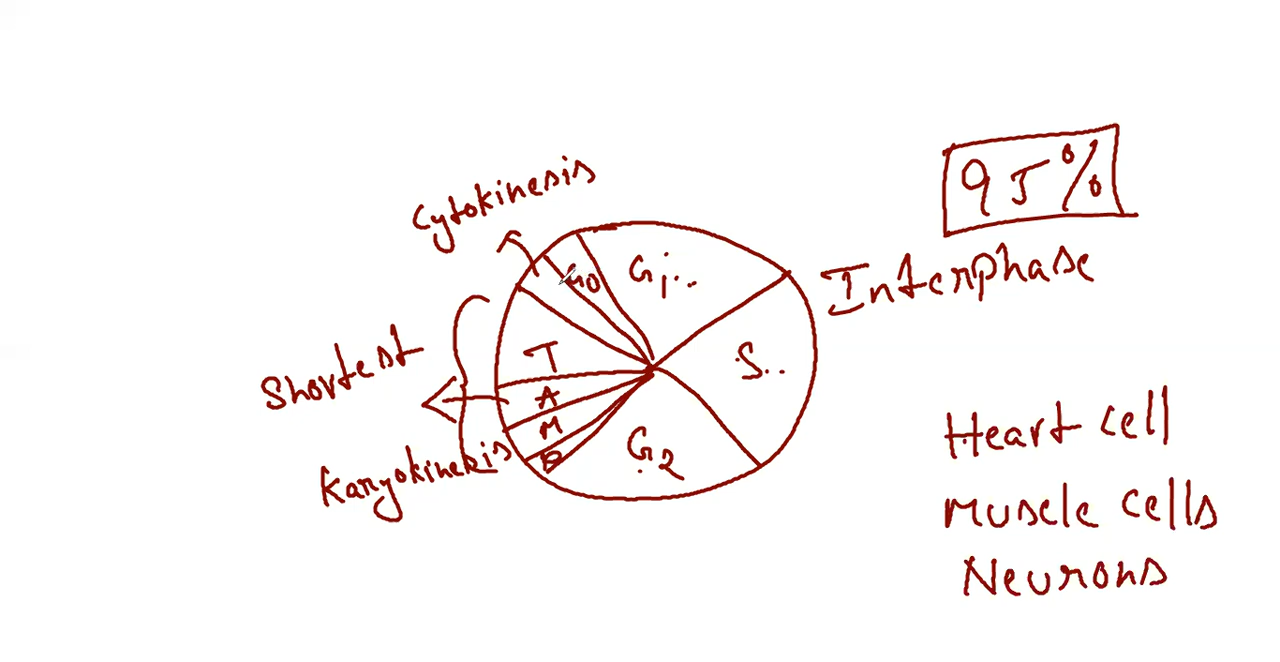 Cytokinesis
95%
G0
G1..
Interphase
Shortest
T
S..
A
M
G2
Karyokinesis
Heart cell
Muscle cells
Neurons